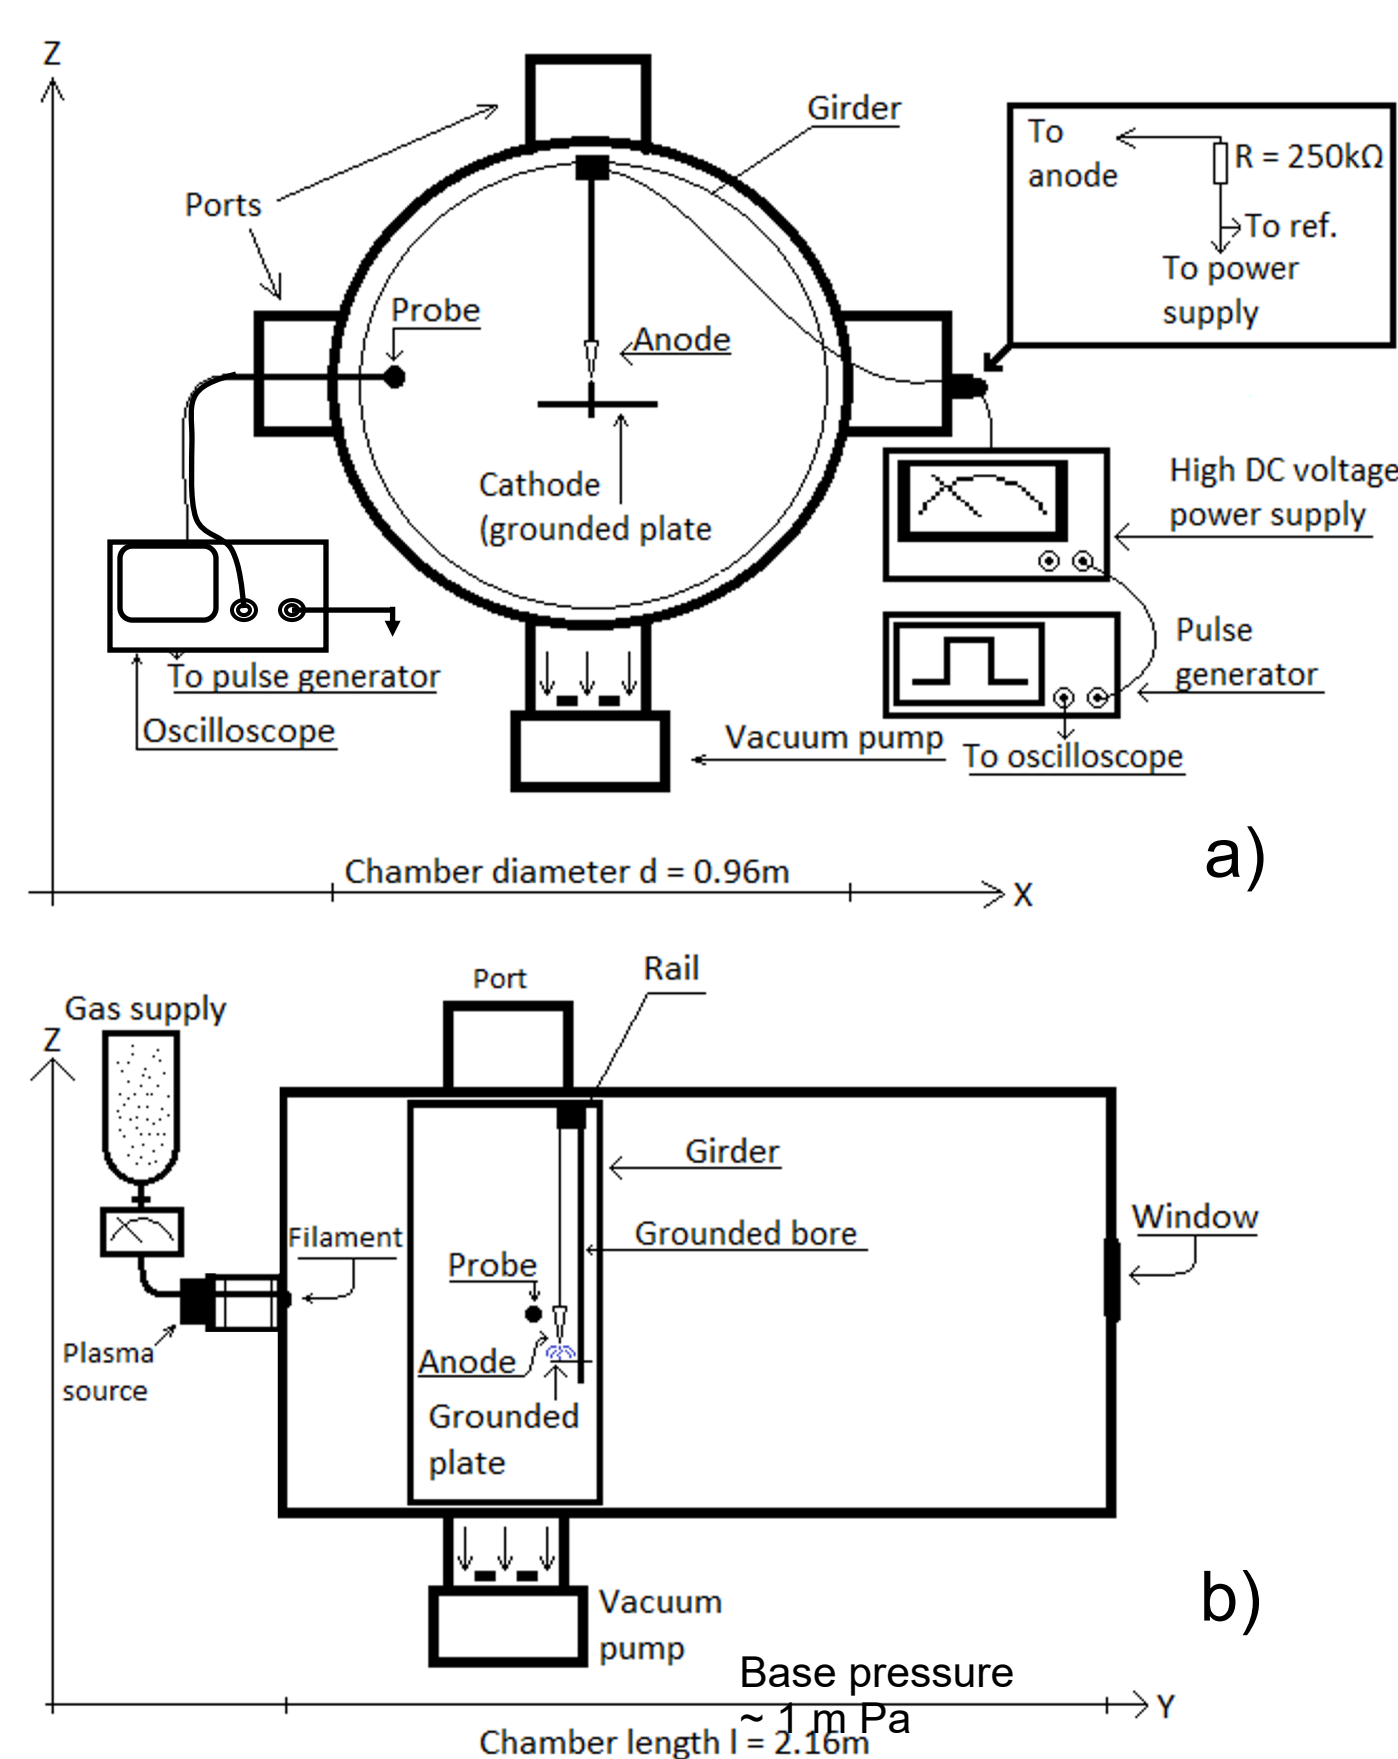 Z
Girder
To
anode
R = 250kΩ
To ref.
To power
supply
Ports
Probe
Anode
Cathode
(grounded plate
High DC voltage
power supply
Pulse
generator
To pulse generator
Oscilloscope
Vacuum pump
To oscilloscope
a)
Chamber diameter d = 0.96m
X
Rail
Port
Gas supply
Z
Girder
Window
Filament
Grounded bore
Probe
Plasma
source
Anode
Grounded
plate
b)
Vacuum
pump
Base pressure
~ 1 m Pa
Y
Chamber length l = 2.16m